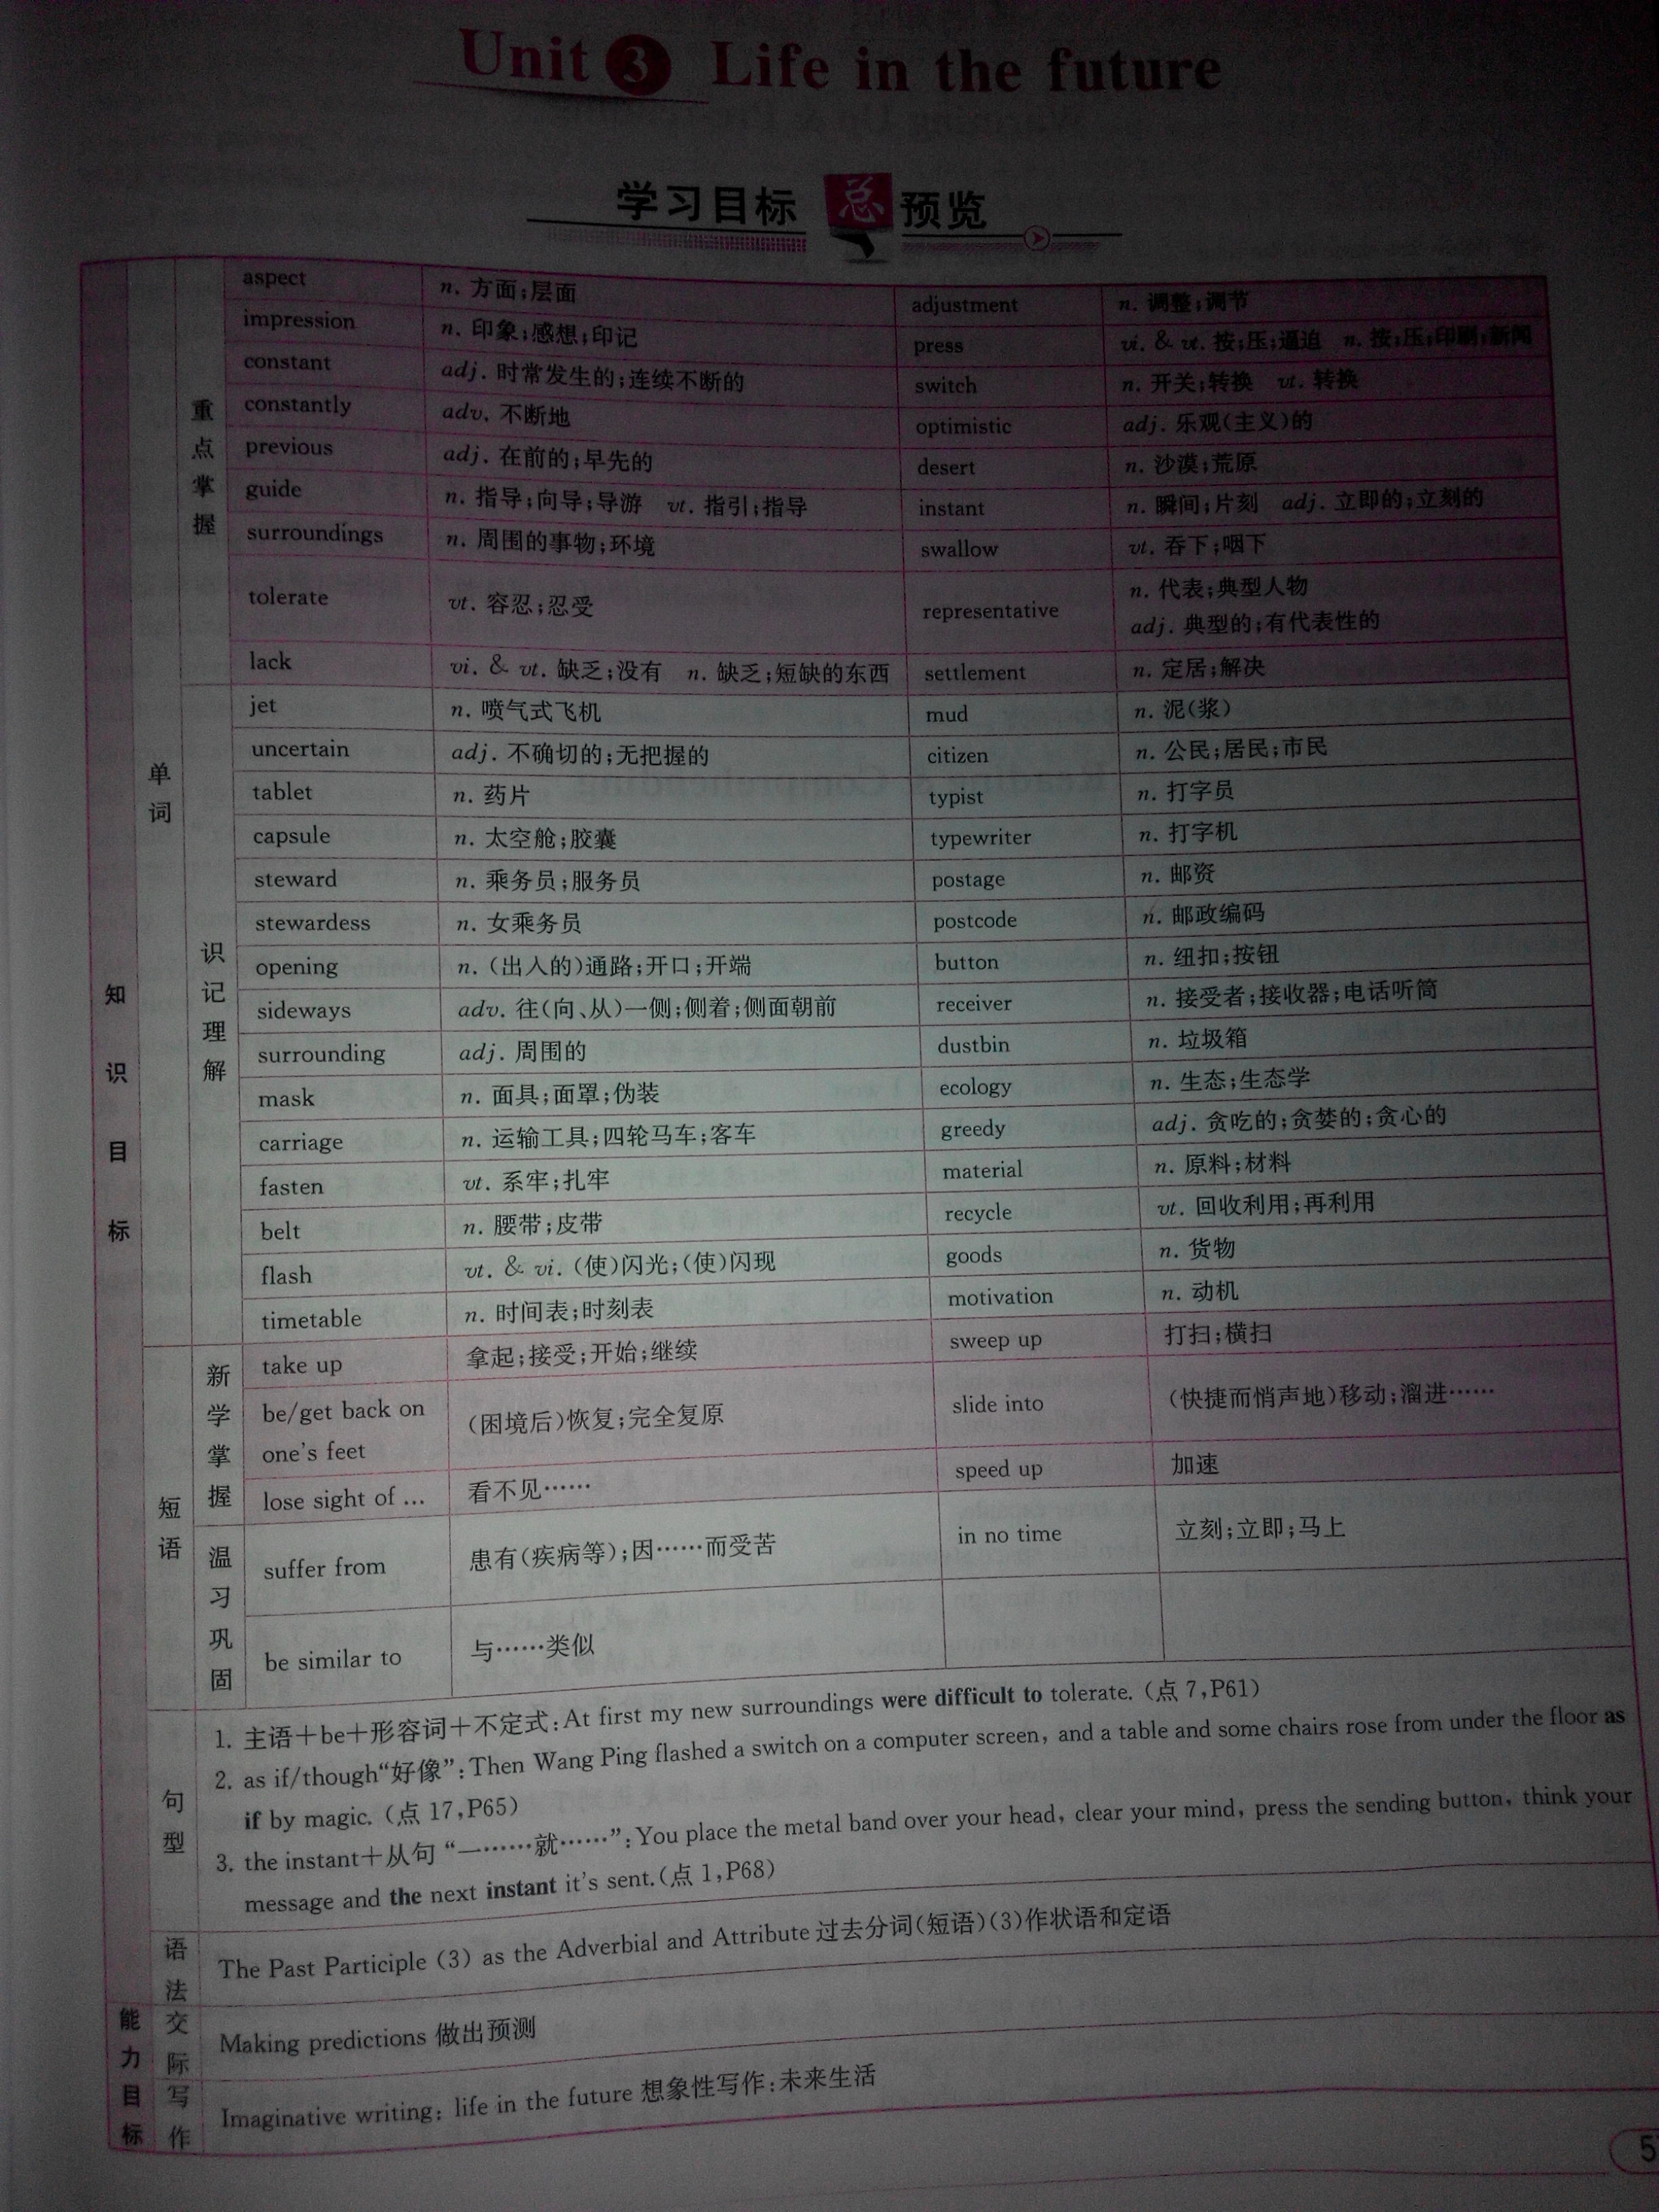 Unit 3 Life in the future
学习目标 总 预览
知识目标
单词
重点掌握
aspect n. 方面;层面 adjustment n. 调整;调节
impression n. 印象;感想;印记 press vi. & vt. 按;压;逼迫 n. 按;压;印刷;新闻
constant adj. 时常发生的;连续不断的 switch n. 开关;转换 vt. 转换
constantly adv. 不断地 optimistic adj. 乐观(主义)的
previous adj. 在前的;早先的 desert n. 沙漠;荒原
guide n. 指导;向导;导游 vt. 指引;指导 instant n. 瞬间;片刻 adj. 立即的;立刻的
surroundings n. 周围的事物;环境 swallow vt. 吞下;咽下
tolerate vt. 容忍;忍受 representative n. 代表;典型人物
adj. 典型的;有代表性的
lack vi. & vt. 缺乏;没有 n. 缺乏;短缺的东西 settlement n. 定居;解决
识记理解
jet n. 喷气式飞机 mud n. 泥(浆)
uncertain adj. 不确切的;无把握的 citizen n. 公民;居民;市民
tablet n. 药片 typist n. 打字员
capsule n. 太空舱;胶囊 typewriter n. 打字机
steward n. 乘务员;服务员 postage n. 邮资
stewardess n. 女乘务员 postcode n. 邮政编码
opening n. (出入的)通路;开口;开端 button n. 纽扣;按钮
sideways adv. 往(向、从)一侧;侧着;侧面朝前 receiver n. 接受者;接收器;电话听筒
surrounding adj. 周围的 dustbin n. 垃圾箱
mask n. 面具;面罩;伪装 ecology n. 生态;生态学
carriage n. 运输工具;四轮马车;客车 greedy adj. 贪吃的;贪婪的;贪心的
fasten vt. 系牢;扎牢 material n. 原料;材料
belt n. 腰带;皮带 recycle vt. 回收利用;再利用
flash vt. & vi. (使)闪光;(使)闪现 goods n. 货物
timetable n. 时间表;时刻表 motivation n. 动机
短语
新学掌握
take up 拿起;接受;开始;继续 sweep up 打扫;横扫
be/get back on
one's feet (困境后)恢复;完全复原 slide into (快捷而悄声地)移动;溜进……
lose sight of ... 看不见…… speed up 加速
温习巩固
suffer from 患有(疾病等);因……而受苦 in no time 立刻;立即;马上
be similar to 与……类似
句型
1. 主语+be+形容词+不定式:At first my new surroundings were difficult to tolerate. (点 7,P61)
2. as if/though“好像”:Then Wang Ping flashed a switch on a computer screen, and a table and some chairs rose from under the floor as
if by magic. (点 17,P65)
3. the instant+从句 “一……就……”:You place the metal band over your head, clear your mind, press the sending button, think your
message and the next instant it's sent.(点 1,P68)
语法
The Past Participle (3) as the Adverbial and Attribute 过去分词(短语)(3)作状语和定语
能力目标
交际
Making predictions 做出预测
写作
Imaginative writing: life in the future 想象性写作:未来生活